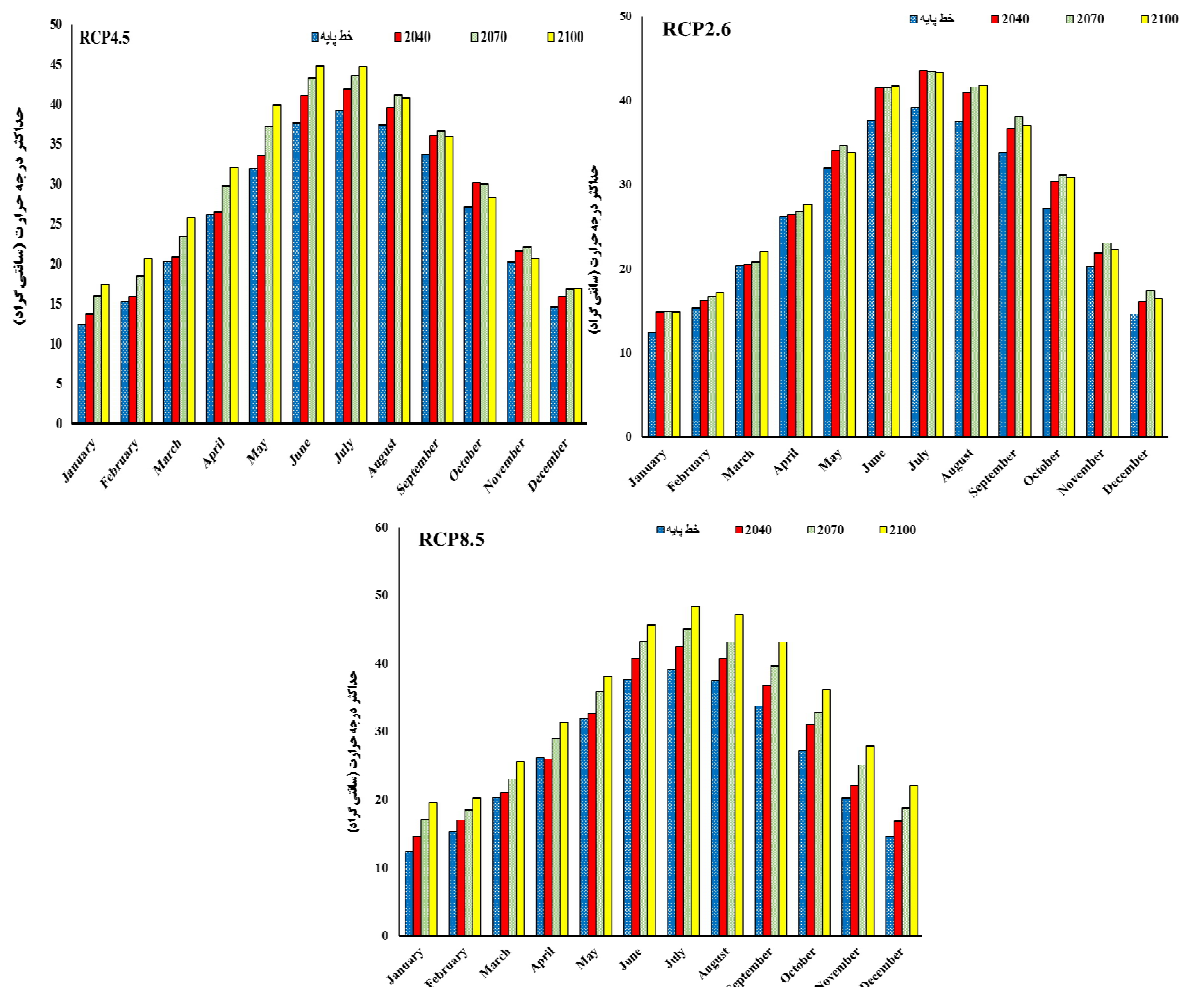 RCP4.5
خط پایه
2040
2070
2100
حداکثر درجه حرارت (سانتی گراد)
50
45
40
35
30
25
20
15
10
5
0
January
February
March
April
May
June
July
August
September
October
November
December
RCP2.6
خط پایه
2040
2070
2100
حداکثر درجه حرارت (سانتی گراد)
50
40
30
20
10
0
January
February
March
April
May
June
July
August
September
October
November
December
RCP8.5
خط پایه
2040
2070
2100
حداکثر درجه حرارت (سانتی گراد)
60
50
40
30
20
10
0
January
February
March
April
May
June
July
August
September
October
November
December